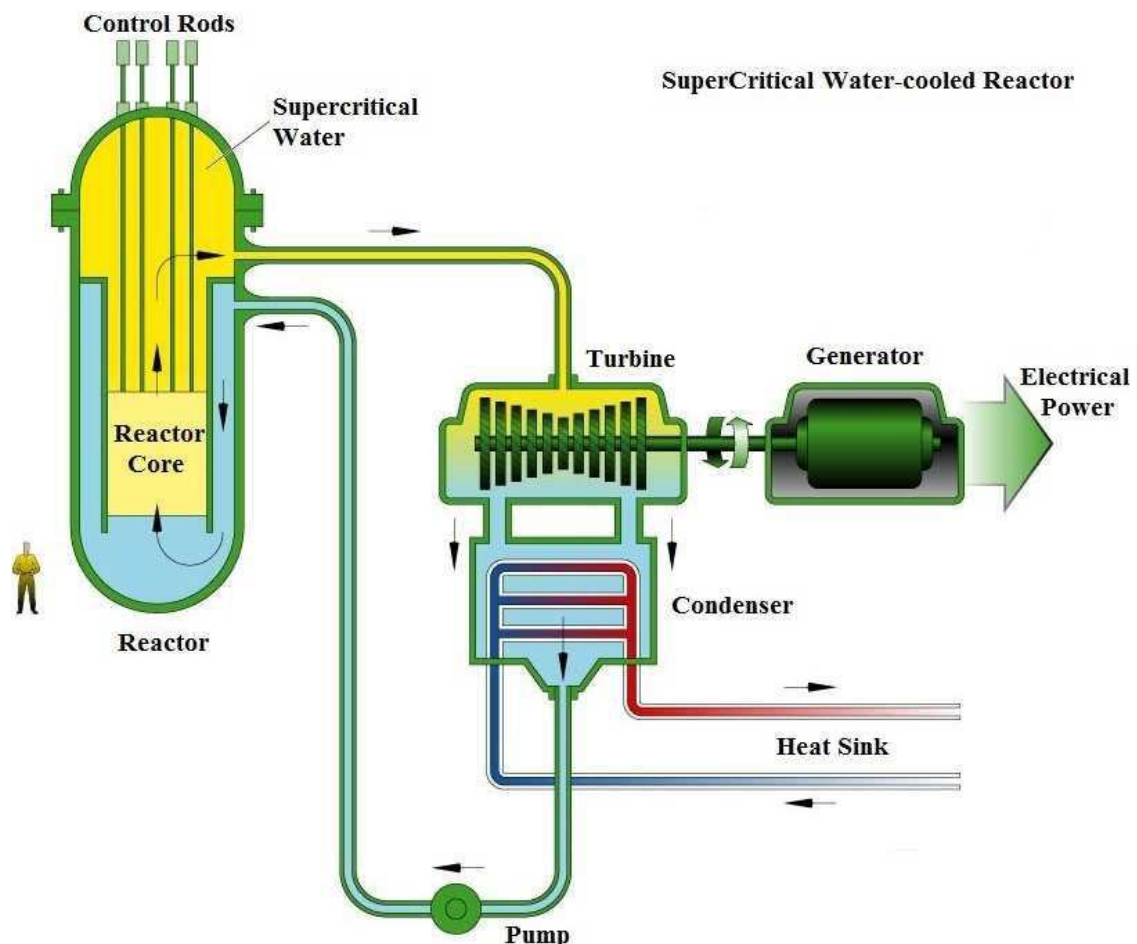 Control Rods
SuperCritical Water-cooled Reactor
Supercritical
Water
Turbine
Generator
Electrical
Power
Reactor
Core
Condenser
Reactor
Heat Sink
Pump